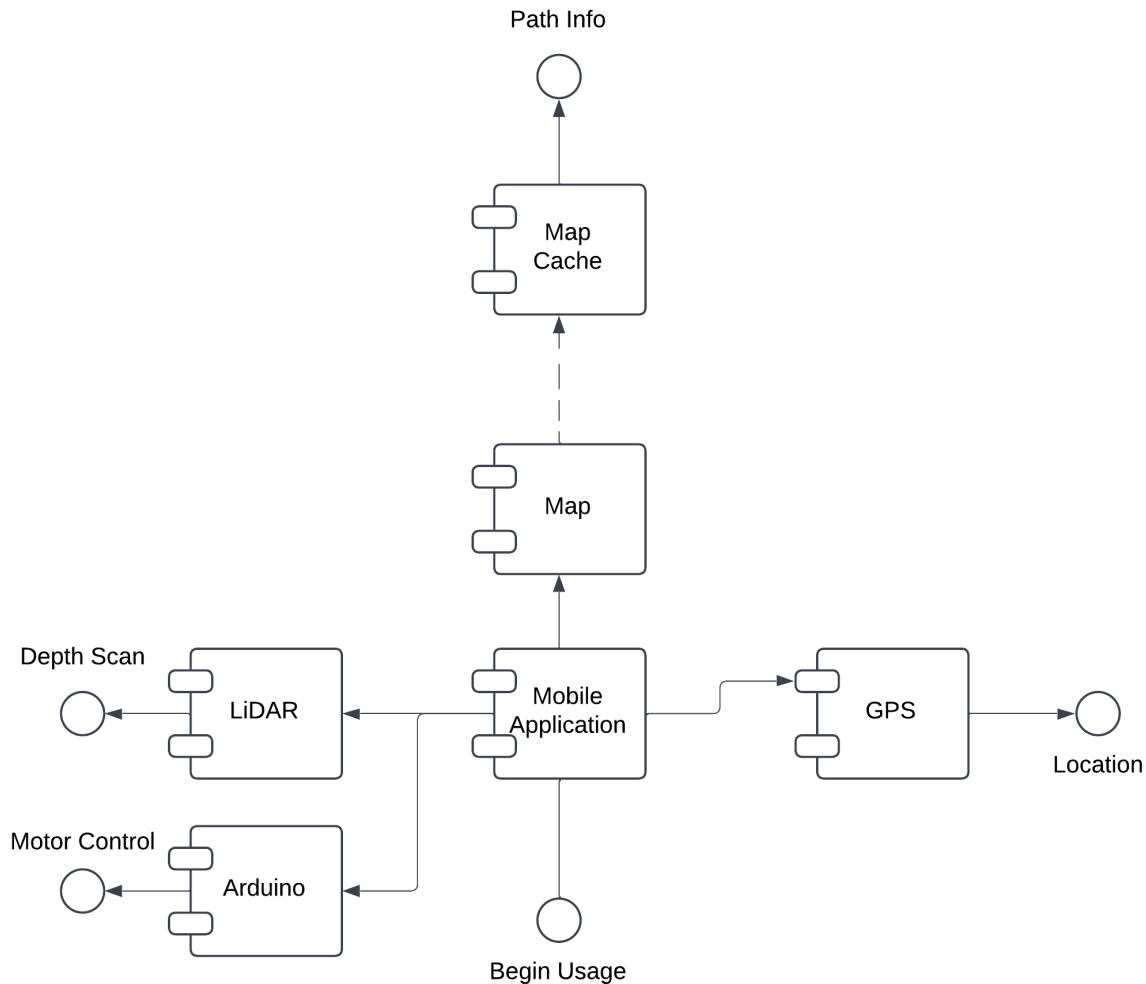 Path Info
Map
Cache
Map
Depth Scan
LiDAR
Mobile
Application
GPS
Location
Motor Control
Arduino
Begin Usage